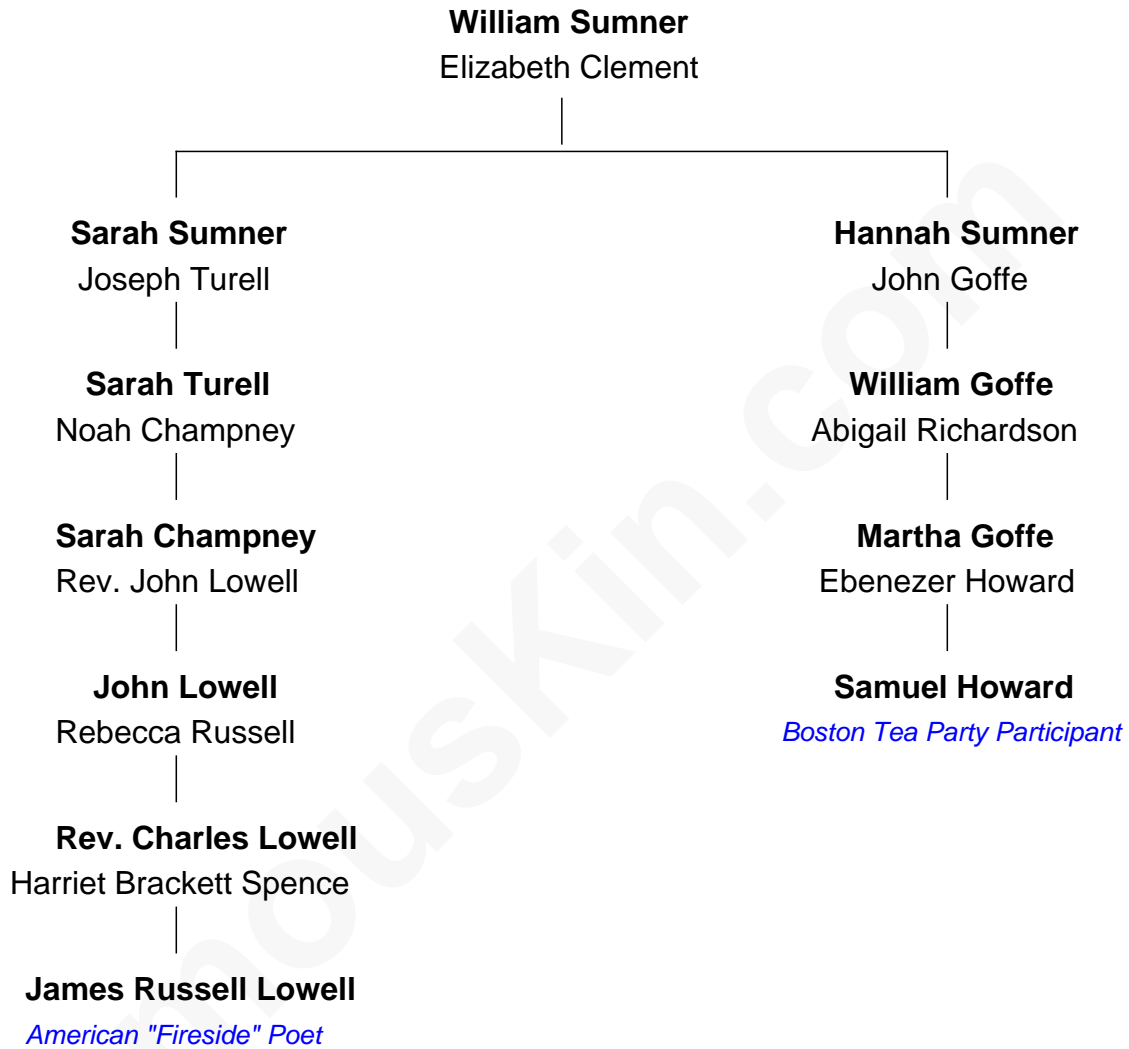 William Sumner
Elizabeth Clement
Sarah Sumner
Joseph Turell
Hannah Sumner
John Goffe
Sarah Turell
Noah Champney
William Goffe
Abigail Richardson
Sarah Champney
Rev. John Lowell
Martha Goffe
Ebenezer Howard
John Lowell
Rebecca Russell
Samuel Howard
Boston Tea Party Participant
Rev. Charles Lowell
Harriet Brackett Spence
James Russell Lowell
American "Fireside" Poet
mouskin.com